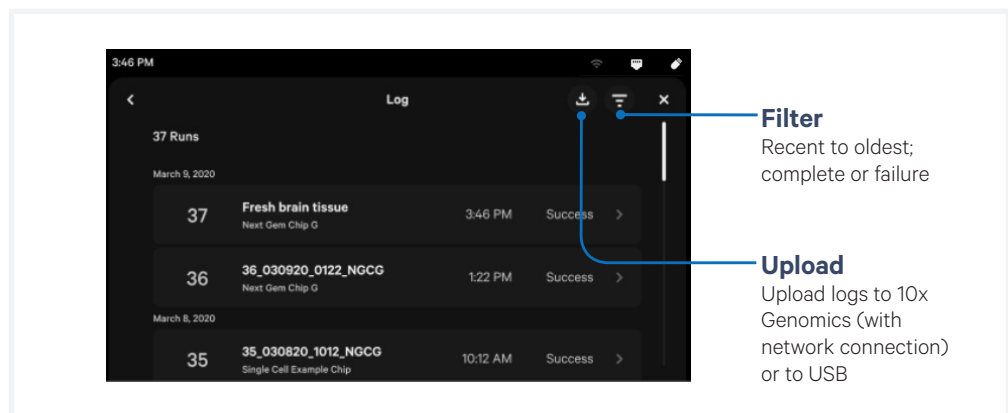 3:46 PM
Log
37 Runs
March 9, 2020
37 Fresh brain tissue 3:46 PM Success
Next Gem Chip G
36 36_030920_0122_NGCG 1:22 PM Success
Next Gem Chip G
March 8, 2020
35 35_030820_1012_NGCG 10:12 AM Success
Single Cell Example Chip
Filter
Recent to oldest;
complete or failure
Upload
Upload logs to 10x
Genomics (with
network connection)
or to USB